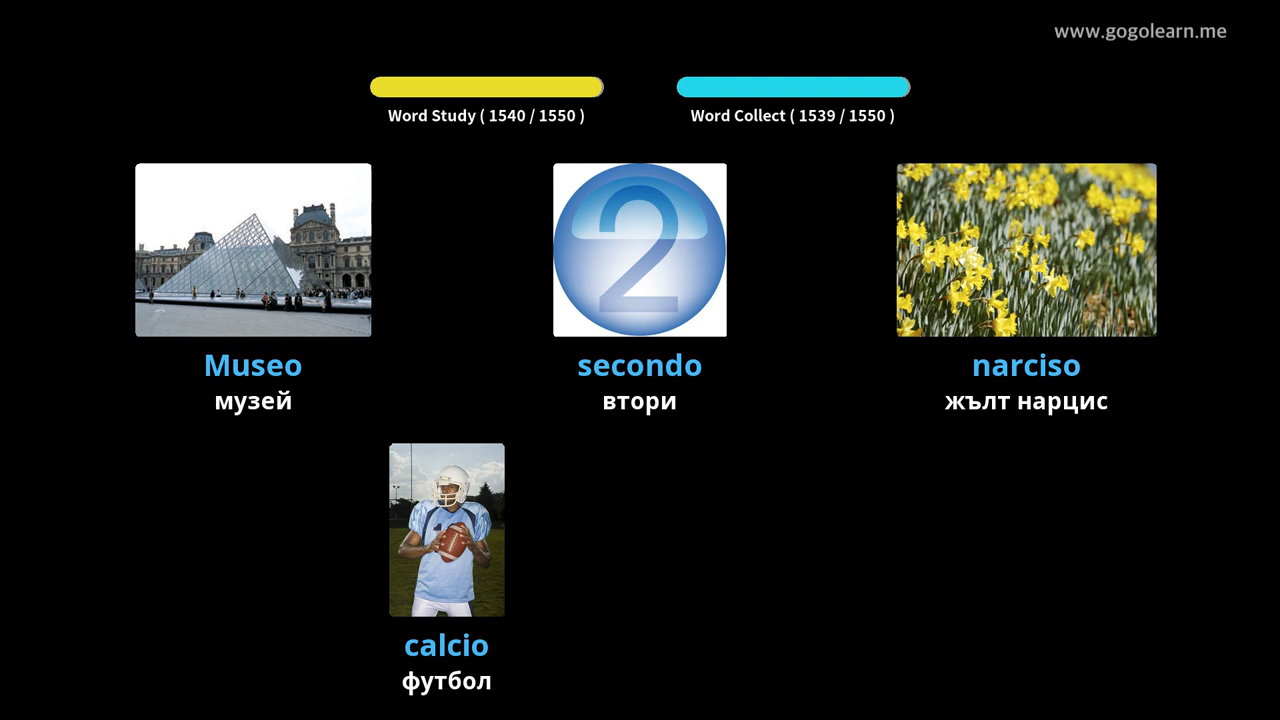 www.gogolearn.me
Word Study ( 1540 / 1550 )
Word Collect ( 1539 / 1550 )
2
Museo
secondo
narciso
музей
втори
жълт нарцис
calcio
футбол